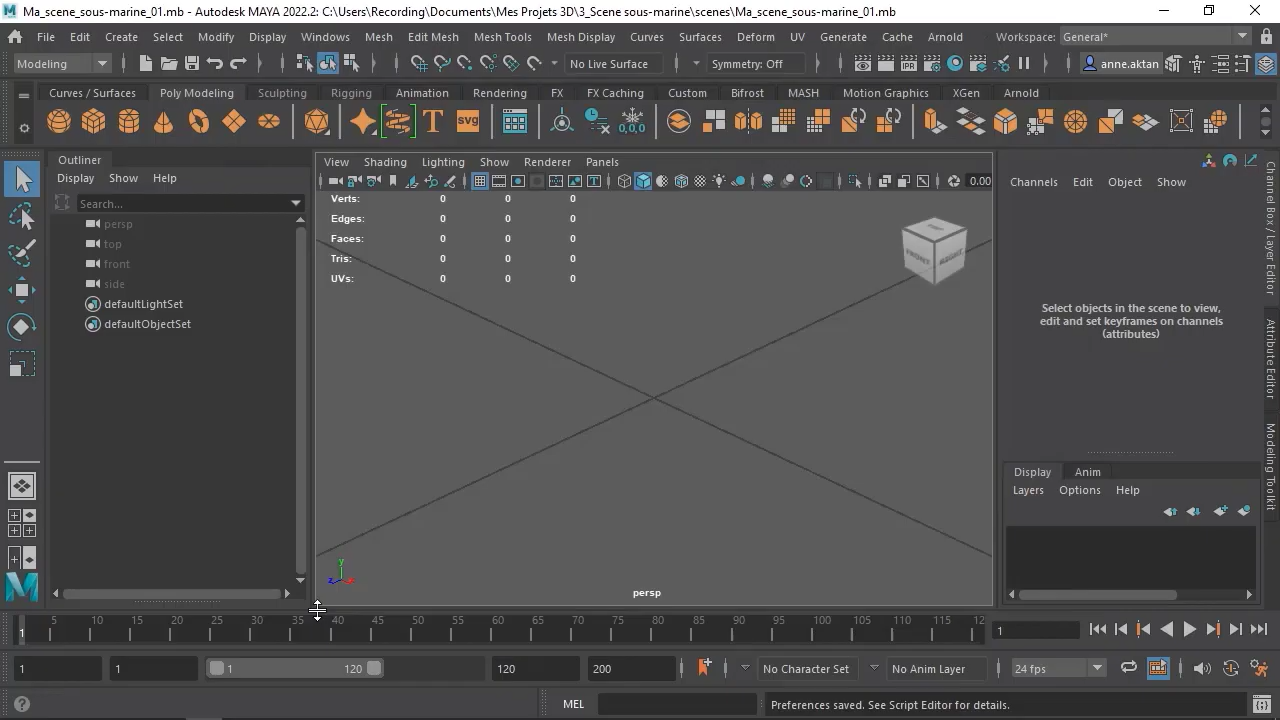 Ma_scene_sous-marine_01.mb - Autodesk MAYA 2022.2: C:\Users\Recording\Documents\Mes Projets 3D\3_Scene sous-marine\scenes\Ma_scene_sous-marine_01.mb
File Edit Create Select Modify Display Windows Mesh Edit Mesh Mesh Tools Mesh Display Curves Surfaces Deform UV Generate Cache Arnold Workspace: General*
Modeling No Live Surface Symmetry: Off anne.aktan
Curves / Surfaces Poly Modeling Sculpting Rigging Animation Rendering FX FX Caching Custom Bifrost MASH Motion Graphics XGen Arnold
T svg 0,0,0
Outliner
Display Show Help
Search...
persp
top
front
side
defaultLightSet
defaultObjectSet
View Shading Lighting Show Renderer Panels
0.00
Verts: 0 0 0
Edges: 0 0 0
Faces: 0 0 0
Tris: 0 0 0
UVs: 0 0 0
FRONT RIGHT
y
z
persp
Channels Edit Object Show
Select objects in the scene to view,
edit and set keyframes on channels
(attributes)
Display Anim
Layers Options Help
Channel Box / Layer Editor
Attribute Editor
Modeling Toolkit
1 5 10 15 20 25 30 35 40 45 50 55 60 65 70 75 80 85 90 95 100 105 110 115 12
1
1 1 1 120 120 200 No Character Set No Anim Layer 24 fps
MEL Preferences saved. See Script Editor for details.